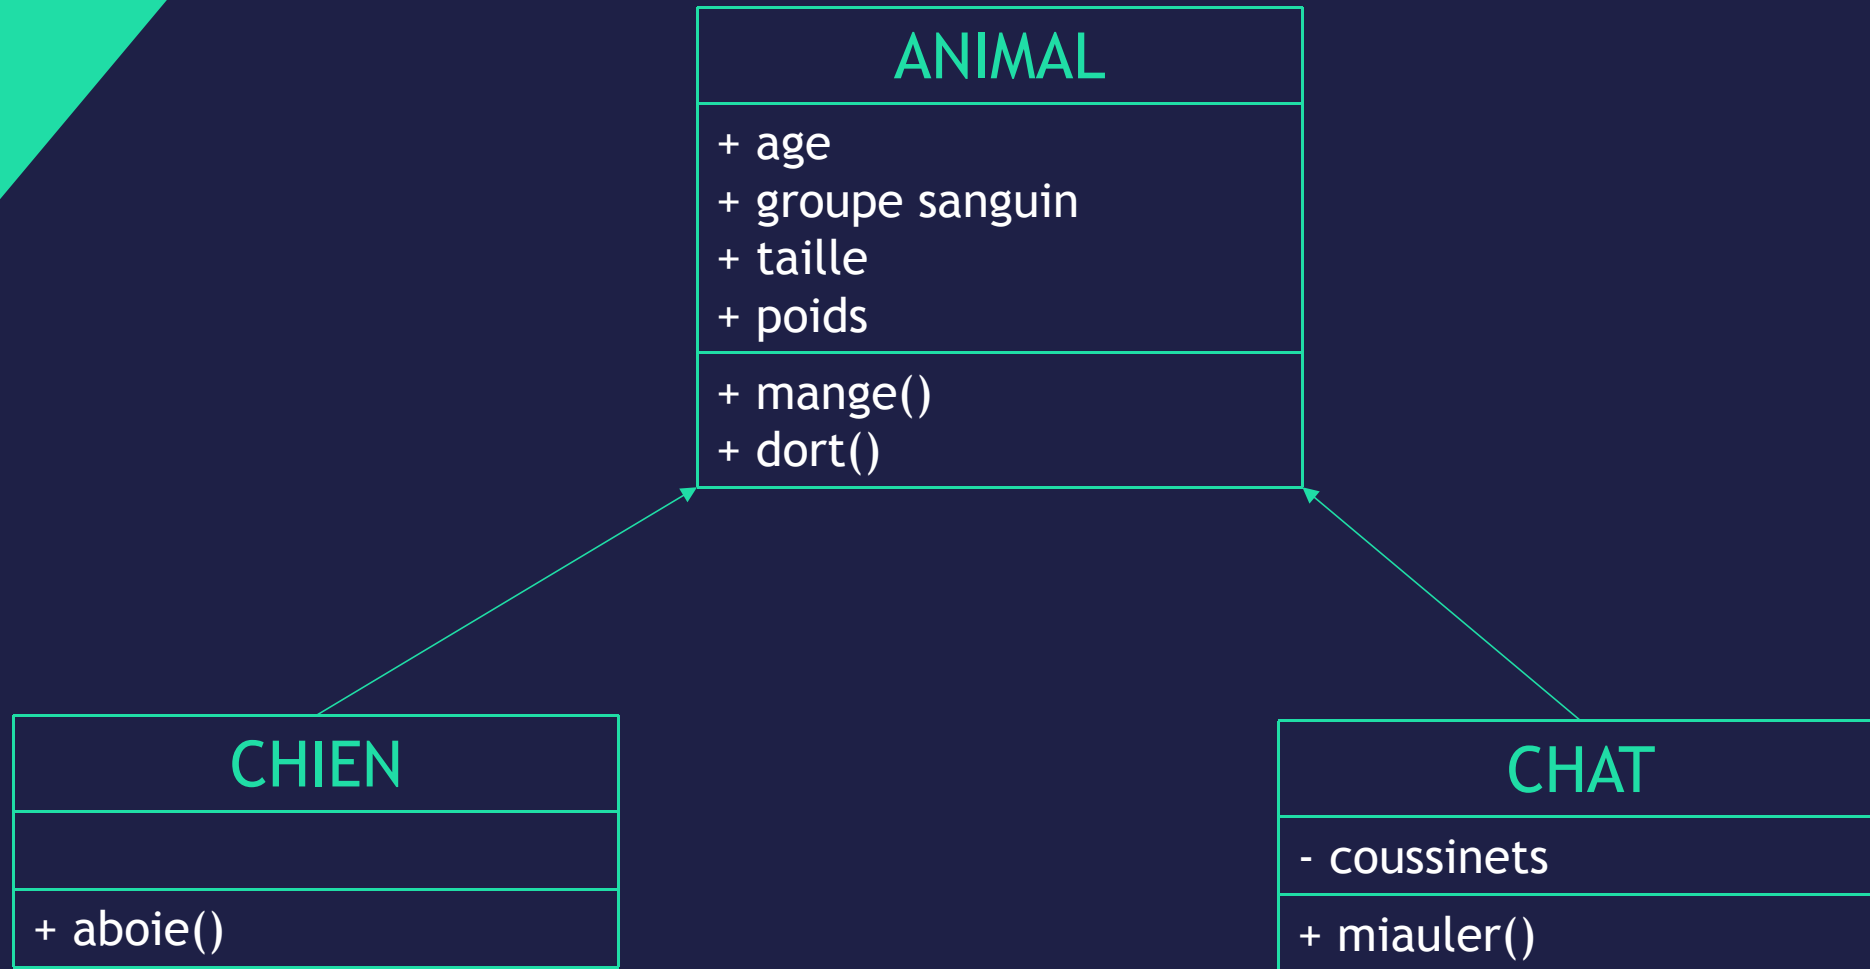 ANIMAL
+ age
+ groupe sanguin
+ taille
+ poids
+ mange()
+ dort()
CHIEN
+ aboie()
CHAT
- coussinets
+ miauler()